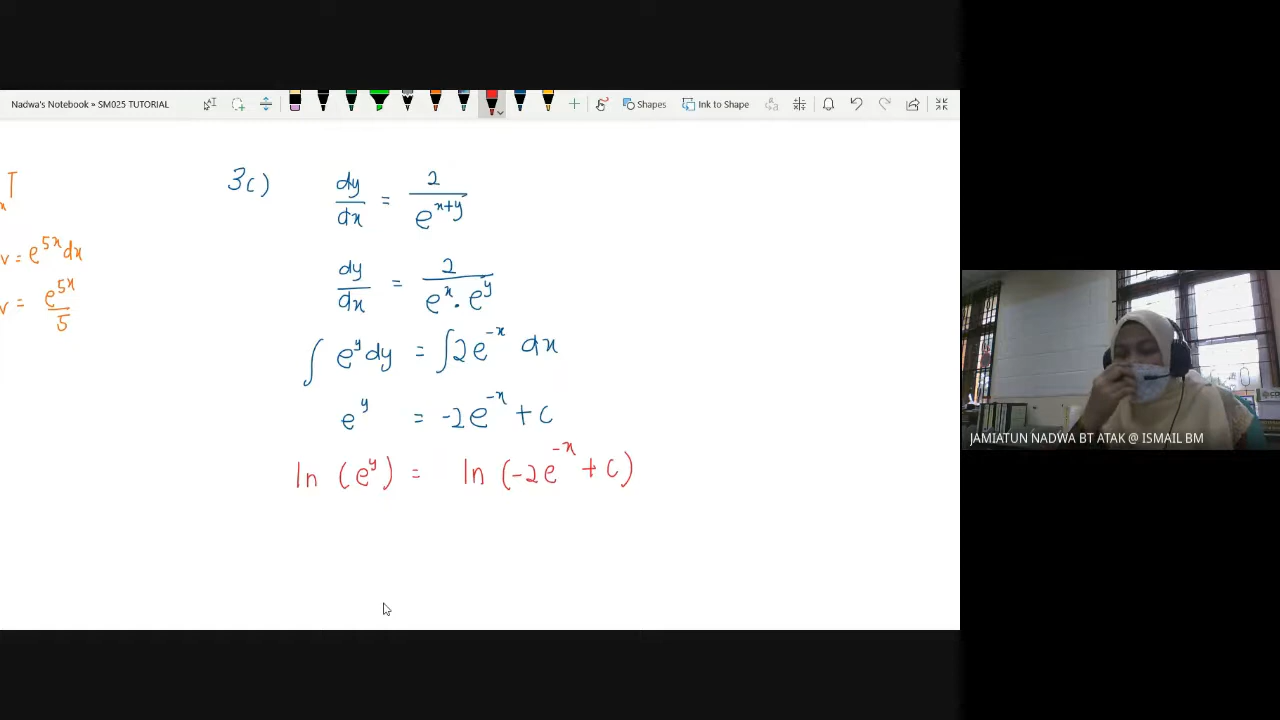 Nadwa's Notebook » SM025 TUTORIAL
Shapes
Ink to Shape
v = e^{5x} dx
v = e^{5x}/5
3c) dy/dx = 2/e^{x+y}
dy/dx = 2/(e^x · e^y)
∫ e^y dy = ∫ 2e^{-x} dx
e^y = -2e^{-x} + c
ln (e^y) = ln (-2e^{-x} + c)
JAMIATUN NADWA BT ATAK @ ISMAIL BM